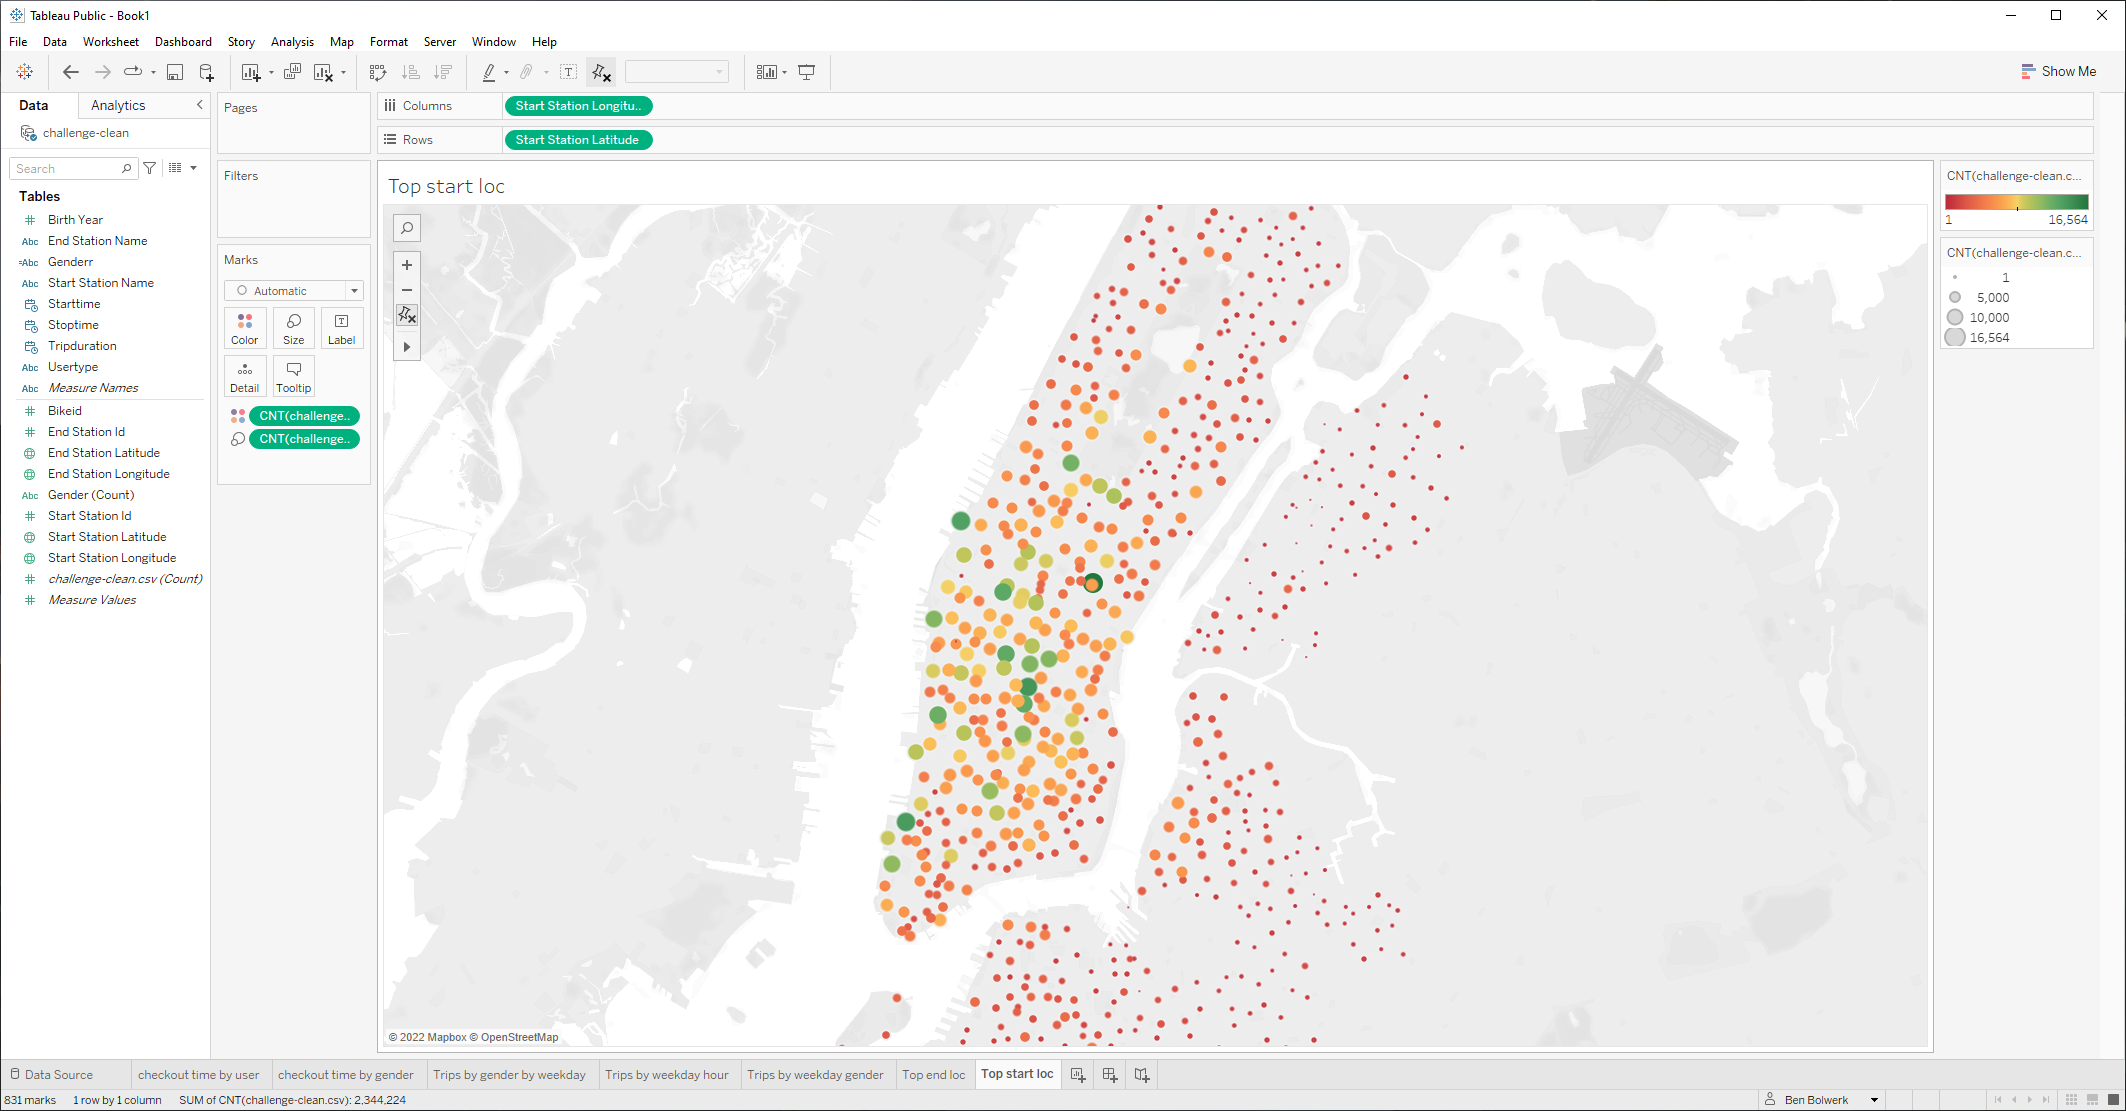 Tableau Public - Book1
File Data Worksheet Dashboard Story Analysis Map Format Server Window Help
Show Me
Data Analytics
challenge-clean
Search
Tables
Birth Year
Abc End Station Name
=Abc Genderr
Abc Start Station Name
Starttime
Stoptime
Tripduration
Abc Usertype
Abc Measure Names
Bikeid
End Station Id
End Station Latitude
End Station Longitude
Abc Gender (Count)
Start Station Id
Start Station Latitude
Start Station Longitude
challenge-clean.csv (Count)
Measure Values
Pages
Filters
Marks
Automatic
Color Size Label
Detail Tooltip
CNT(challenge..
CNT(challenge..
Columns Start Station Longitu..
Rows Start Station Latitude
Top start loc
© 2022 Mapbox © OpenStreetMap
CNT(challenge-clean.c...
1 16,564
CNT(challenge-clean.c...
1
5,000
10,000
16,564
Data Source checkout time by user checkout time by gender Trips by gender by weekday Trips by weekday hour Trips by weekday gender Top end loc Top start loc
831 marks 1 row by 1 column SUM of CNT(challenge-clean.csv): 2,344,224 Ben Bolwerk